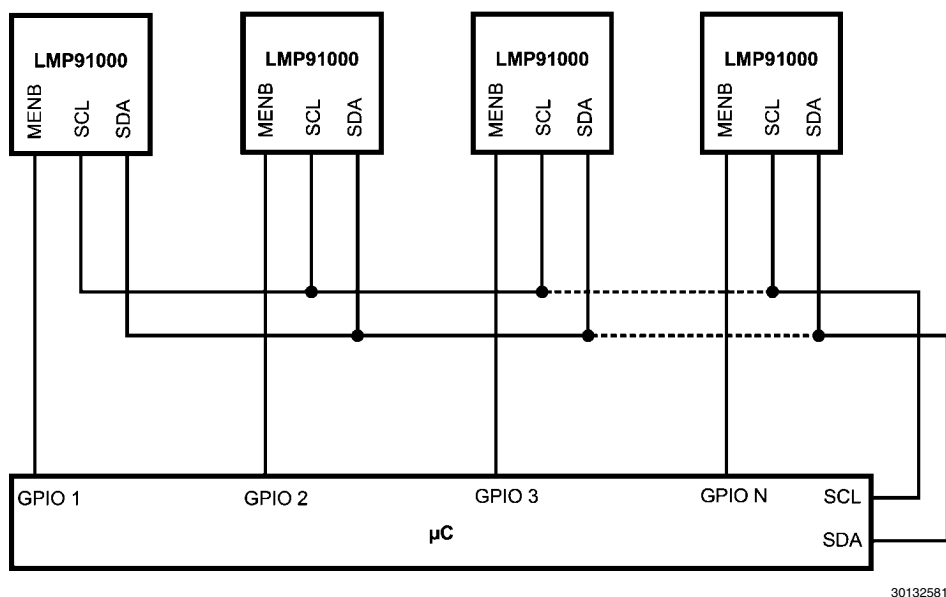 LMP91000
MENB
SCL
SDA
LMP91000
MENB
SCL
SDA
LMP91000
MENB
SCL
SDA
LMP91000
MENB
SCL
SDA
GPIO 1
GPIO 2
GPIO 3
GPIO N
SCL
µC
SDA
30132581